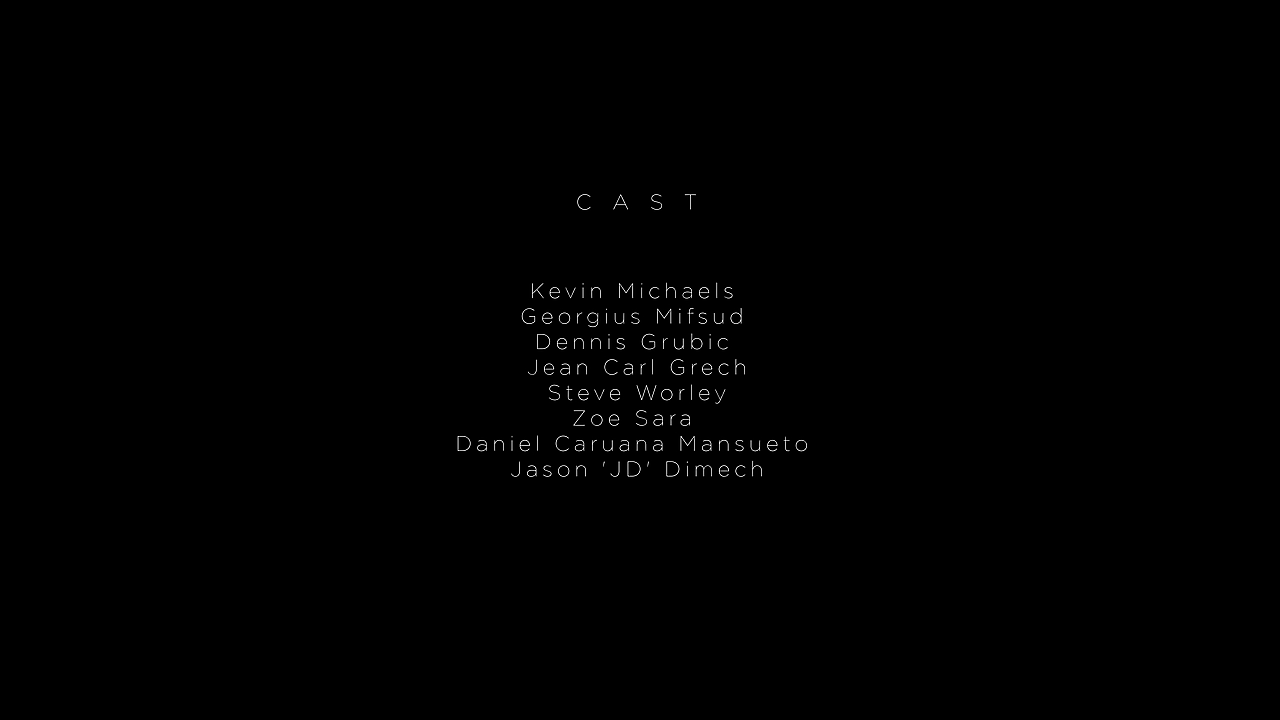 C A S T
Kevin Michaels
Georgius Mifsud
Dennis Grubic
Jean Carl Grech
Steve Worley
Zoe Sara
Daniel Caruana Mansueto
Jason 'JD' Dimech